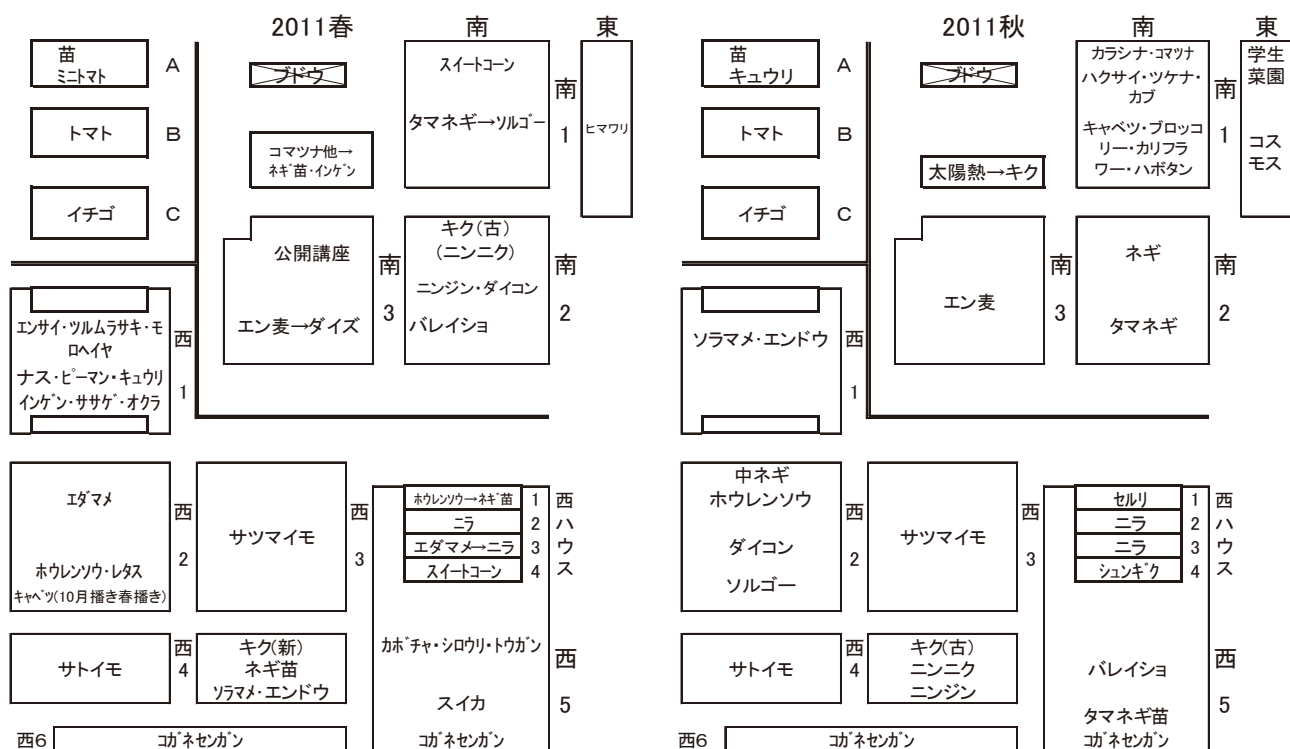 2011春
南
東
苗
ミニトマト
A
ブドウ
スイートコーン
タマネギ→ソルゴー
南
1
ヒマワリ
トマト
B
コマツナ他→
ネギ苗・インゲン
イチゴ
C
公開講座
エン麦→ダイズ
南
3
キク(古)
(ニンニク)
ニンジン・ダイコン
バレイショ
南
2
エンサイ・ツルムラサキ・モ
ロヘイヤ
ナス・ピーマン・キュウリ
インゲン・ササゲ・オクラ
西
1
エダマメ
ホウレンソウ・レタス
キャベツ(10月播き春播き)
西
2
サツマイモ
西
3
ホウレンソウ→ネギ苗
1
ニラ
2
エダマメ→ニラ
3
スイートコーン
4
西
ハ
ウ
ス
サトイモ
西
4
キク(新)
ネギ苗
ソラマメ・エンドウ
カボチャ・シロウリ・トウガン
スイカ
コガネセンガン
西
5
西6
コガネセンガン
2011秋
南
東
苗
キュウリ
A
ブドウ
カラシナ・コマツナ
ハクサイ・ツケナ・
カブ
キャベツ・ブロッコ
リー・カリフラ
ワー・ハボタン
南
1
学生
菜園
コス
モス
トマト
B
太陽熱→キク
イチゴ
C
エン麦
南
3
ネギ
タマネギ
南
2
ソラマメ・エンドウ
西
1
中ネギ
ホウレンソウ
ダイコン
ソルゴー
西
2
サツマイモ
西
3
セルリ
1
ニラ
2
ニラ
3
シュンギク
4
西
ハ
ウ
ス
サトイモ
西
4
キク(古)
ニンニク
ニンジン
バレイショ
タマネギ苗
コガネセンガン
西
5
西6
コガネセンガン